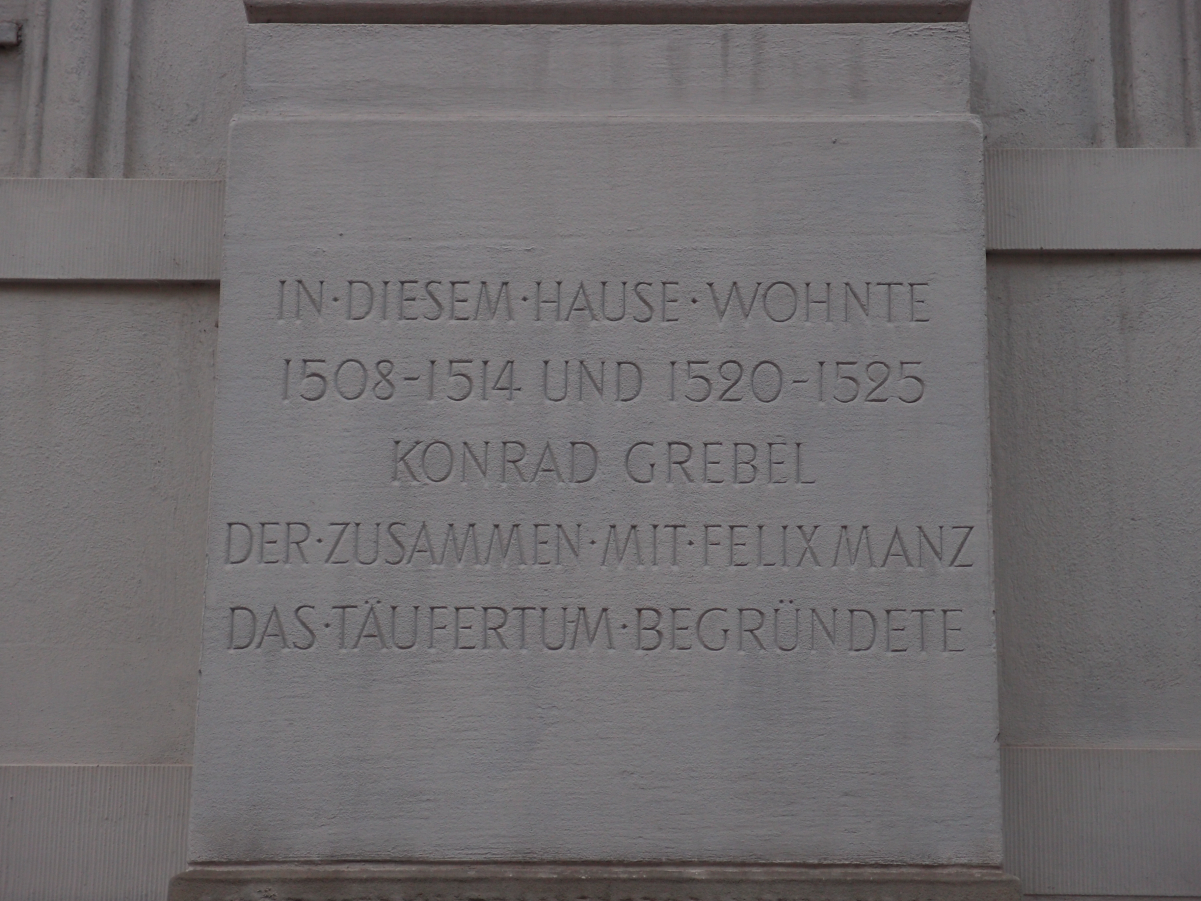 IN·DIESEM·HAUSE·WOHNTE
1508-1514 UND 1520-1525
KONRAD GREBEL
DER·ZUSAMMEN·MIT·FELIX MANZ
DAS·TÄUFERTUM·BEGRÜNDETE